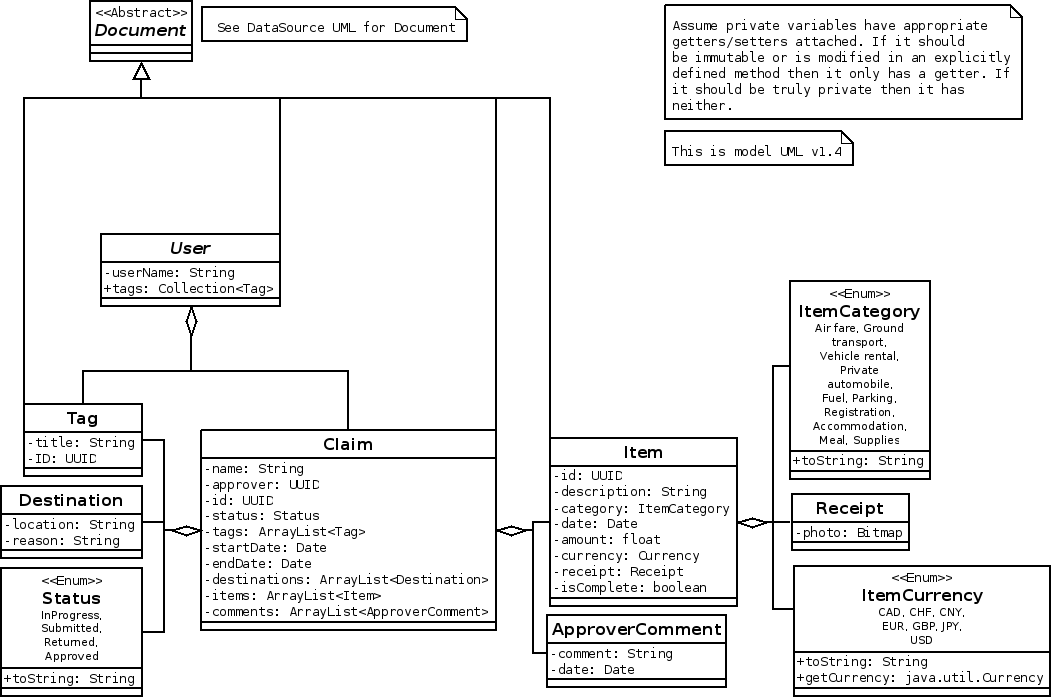 <<Abstract>>
Document
See DataSource UML for Document
Assume private variables have appropriate
getters/setters attached. If it should
be immutable or is modified in an explicitly
defined method then it only has a getter. If
it should be truly private then it has
neither.
This is model UML v1.4
User
-userName: String
+tags: Collection<Tag>
Tag
-title: String
-ID: UUID
Destination
-location: String
-reason: String
<<Enum>>
Status
InProgress,
Submitted,
Returned,
Approved
+toString: String
Claim
-name: String
-approver: UUID
-id: UUID
-status: Status
-tags: ArrayList<Tag>
-startDate: Date
-endDate: Date
-destinations: ArrayList<Destination>
-items: ArrayList<Item>
-comments: ArrayList<ApproverComment>
Item
-id: UUID
-description: String
-category: ItemCategory
-date: Date
-amount: float
-currency: Currency
-receipt: Receipt
-isComplete: boolean
ApproverComment
-comment: String
-date: Date
<<Enum>>
ItemCategory
Air fare, Ground
transport,
Vehicle rental,
Private
automobile,
Fuel, Parking,
Registration,
Accommodation,
Meal, Supplies
+toString: String
Receipt
-photo: Bitmap
<<Enum>>
ItemCurrency
CAD, CHF, CNY,
EUR, GBP, JPY,
USD
+toString: String
+getCurrency: java.util.Currency